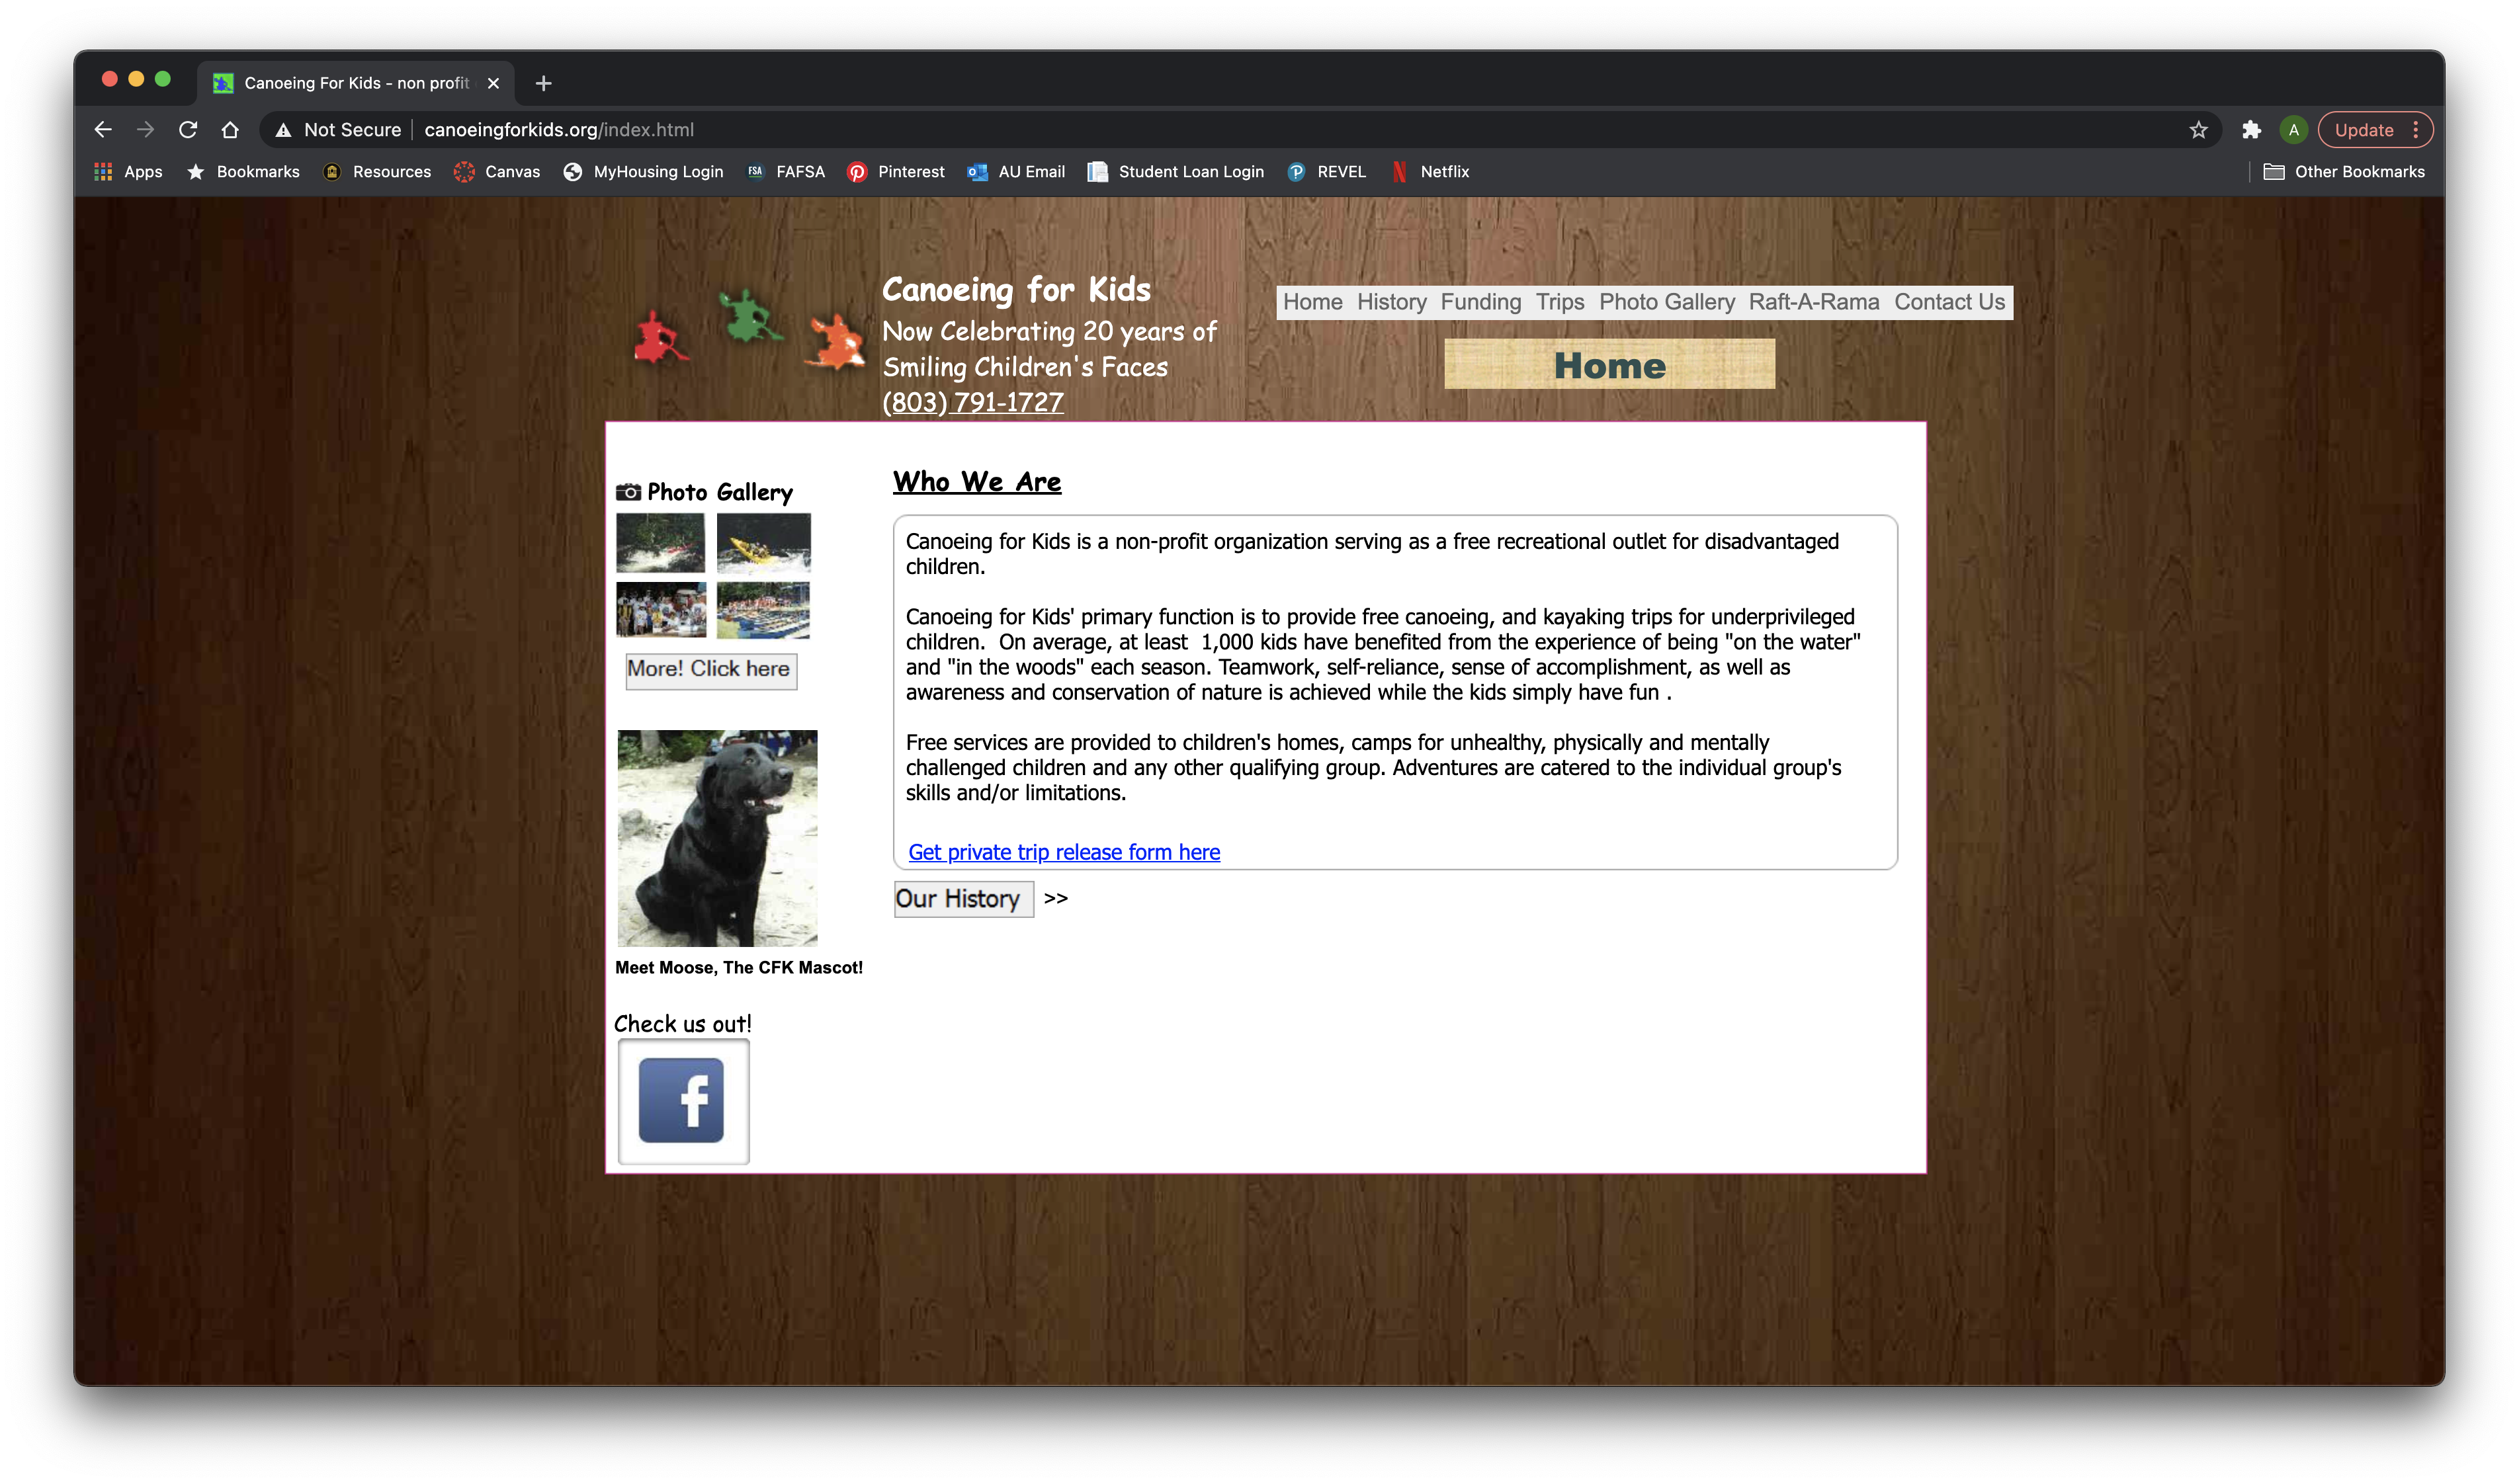 Canoeing For Kids - non profit
Not Secure canoeingforkids.org/index.html
Update
Apps Bookmarks Resources Canvas MyHousing Login FAFSA Pinterest AU Email Student Loan Login REVEL Netflix Other Bookmarks
Canoeing for Kids
Now Celebrating 20 years of
Smiling Children's Faces
(803) 791-1727
Home History Funding Trips Photo Gallery Raft-A-Rama Contact Us
Home
Photo Gallery
More! Click here
Meet Moose, The CFK Mascot!
Check us out!
f
Who We Are
Canoeing for Kids is a non-profit organization serving as a free recreational outlet for disadvantaged
children.
Canoeing for Kids' primary function is to provide free canoeing, and kayaking trips for underprivileged
children.  On average, at least  1,000 kids have benefited from the experience of being "on the water"
and "in the woods" each season. Teamwork, self-reliance, sense of accomplishment, as well as
awareness and conservation of nature is achieved while the kids simply have fun .
Free services are provided to children's homes, camps for unhealthy, physically and mentally
challenged children and any other qualifying group. Adventures are catered to the individual group's
skills and/or limitations.
Get private trip release form here
Our History >>